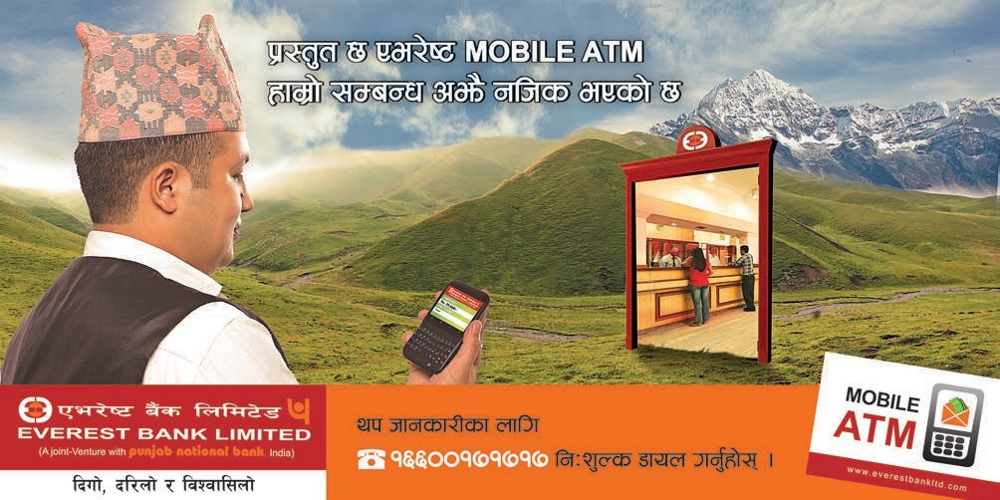 प्रस्तुत छ एभरेष्ट MOBILE ATM
हाम्रो सम्बन्ध अझै नजिक भएको छ
एभरेष्ट बैंक लिमिटेड
EVEREST BANK LIMITED
(A joint-Venture with punjab national bank, India)
दिगो, दरिलो र विश्वासिलो
थप जानकारीका लागि
१६६००१७१७१७ नि:शुल्क डायल गर्नुहोस् ।
MOBILE
ATM
www.everestbankltd.com